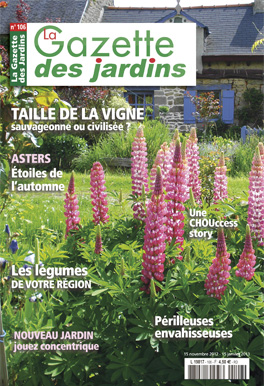 n° 106
La Gazette
des Jardins
La
Gazette
des jardins
TAILLE DE LA VIGNE
sauvageonne ou civilisée ?
ASTERS
Étoiles de
l'automne
Une
CHOUccess
story
Les légumes
DE VOTRE RÉGION
Périlleuses
envahisseuses
NOUVEAU JARDIN
jouez concentrique
15 novembre 2012 - 15 janvier 2013